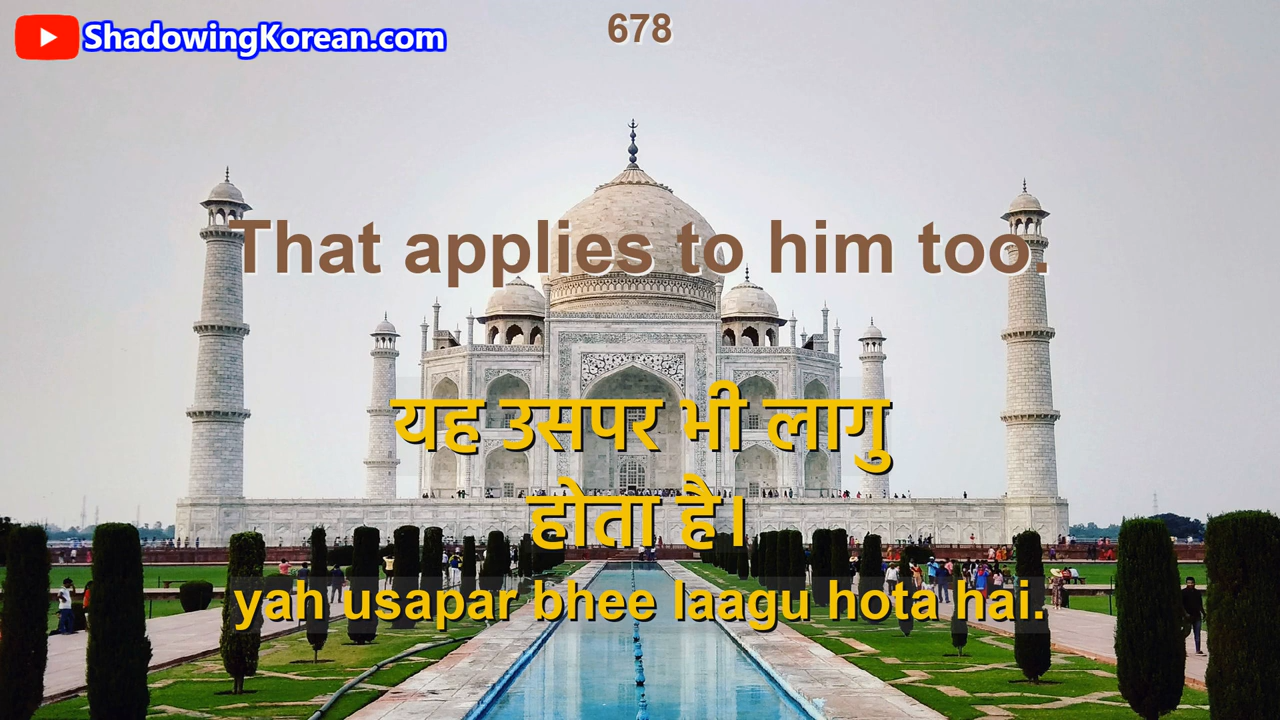 ShadowingKorean.com
678
That applies to him too.
यह उसपर भी लागु
होता है।
yah usapar bhee laagu hota hai.